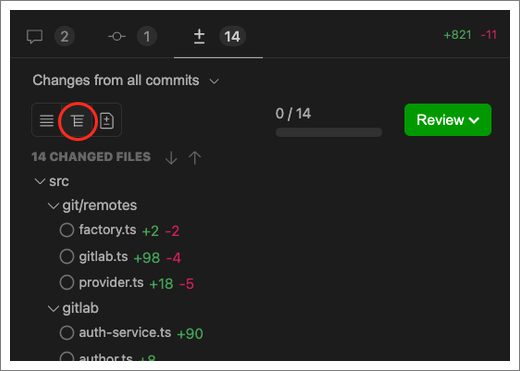 2 1 14 +821 -11
Changes from all commits
0 / 14
Review
14 CHANGED FILES
src
git/remotes
factory.ts +2 -2
gitlab.ts +98 -4
provider.ts +18 -5
gitlab
auth-service.ts +90
author.ts +8